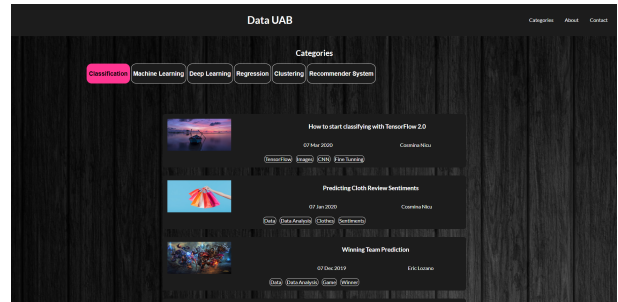 Data UAB
Categories About Contact
Categories
Classification Machine Learning Deep Learning Regression Clustering Recommender System
How to start classifying with TensorFlow 2.0
07 Mar 2020 Cosmina Nicu
TensorFlow Images CNN Fine Tunning
Predicting Cloth Review Sentiments
07 Jan 2020 Cosmina Nicu
Data Data Analysis Clothes Sentiments
Winning Team Prediction
07 Dec 2019 Eric Lozano
Data Data Analysis Game Winner